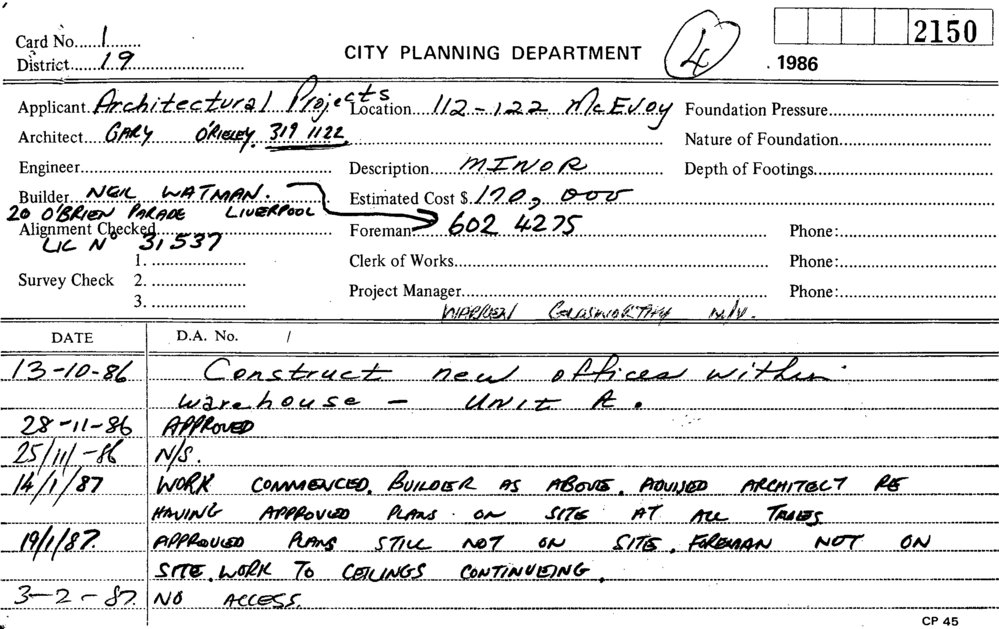 Card No. 1
District 19
CITY PLANNING DEPARTMENT
4
2150
1986
Applicant Architectural Projects
Location 112-122 McEvoy
Foundation Pressure
Architect GARY O'RIELEY. 319 1122
Nature of Foundation
Engineer
Description MINOR
Depth of Footings
Builder NEIL WATMAN.
Estimated Cost $ 170,000
20 O'BRIEN PARADE LIVERPOOL
Alignment Checked
Foreman 602 4275
Phone:
LIC Nº 31537
Survey Check
1.
2.
3.
Clerk of Works
Phone:
Project Manager
Phone:
WARREN
DATE
D.A. No. /
13-10-86 Construct new offices within
warehouse - UNIT A.
28-11-86 APPROVED
25/11/-86 N/S.
14/1/87 WORK COMMENCED. BUILDER AS ABOVE. ADVISED ARCHITECT RE
HAVING APPROVED PLANS ON SITE AT ALL TIMES
19/1/87. APPROVED PLANS STILL NOT ON SITE. FOREMAN NOT ON
SITE. WORK TO CEILINGS CONTINUEING.
3-2-87. NO ACCESS.
CP 45